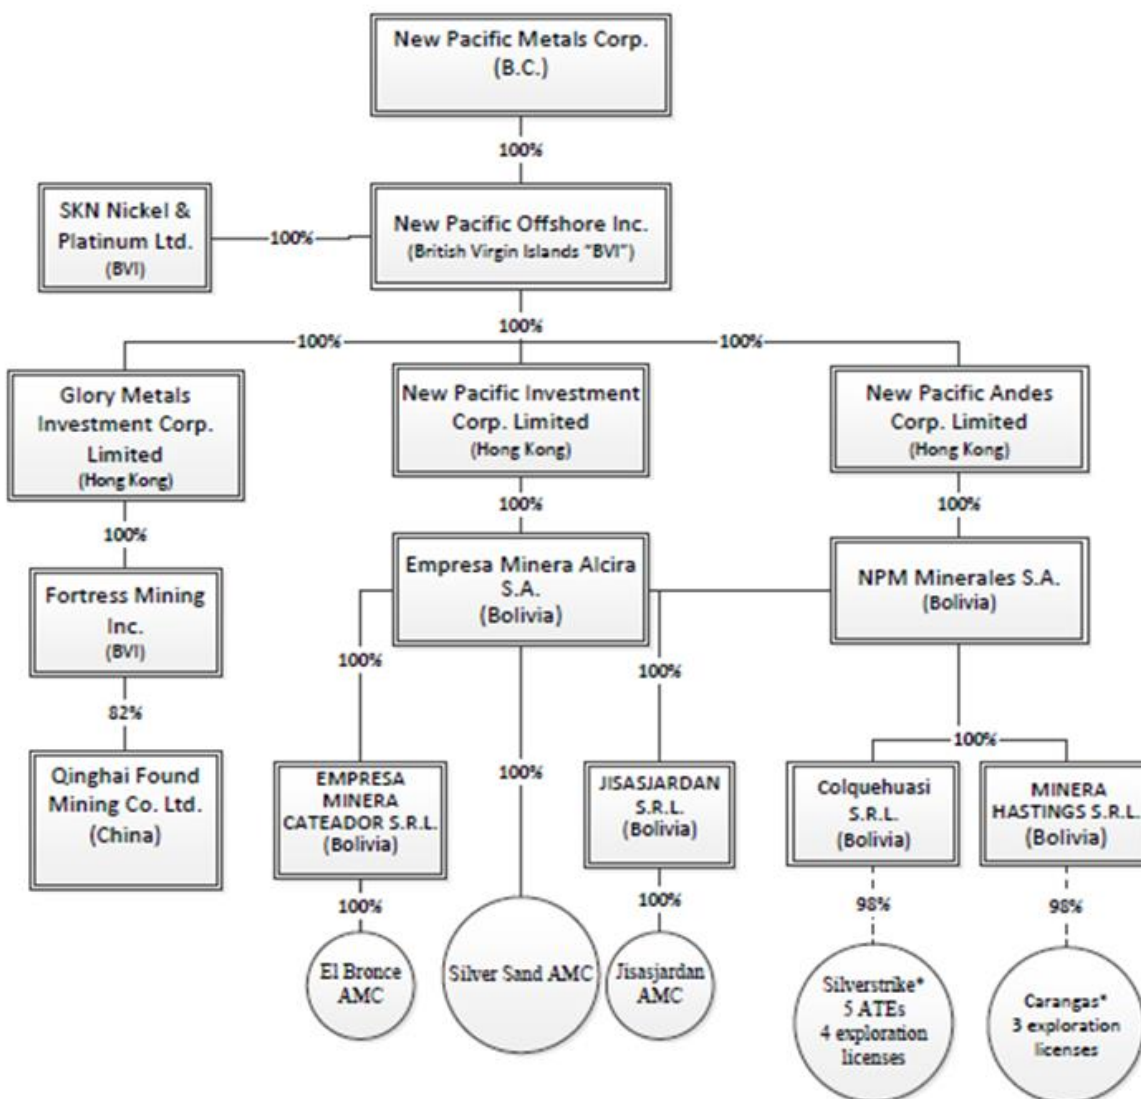 New Pacific Metals Corp.
(B.C.)
100%
SKN Nickel &
Platinum Ltd.
(BVI)
100%
New Pacific Offshore Inc.
(British Virgin Islands "BVI")
100%
100%
100%
Glory Metals
Investment Corp.
Limited
(Hong Kong)
New Pacific Investment
Corp. Limited
(Hong Kong)
New Pacific Andes
Corp. Limited
(Hong Kong)
100%
100%
100%
Fortress Mining
Inc.
(BVI)
Empresa Minera Alcira
S.A.
(Bolivia)
NPM Minerales S.A.
(Bolivia)
82%
100%
100%
100%
100%
Qinghai Found
Mining Co. Ltd.
(China)
EMPRESA
MINERA
CATEADOR S.R.L.
(Bolivia)
JISASJARDAN
S.R.L.
(Bolivia)
Colquehuasi
S.R.L.
(Bolivia)
MINERA
HASTINGS S.R.L.
(Bolivia)
100%
100%
98%
98%
El Bronce
AMC
Silver Sand AMC
Jisasjardan
AMC
Silverstrike*
5 ATEs
4 exploration
licenses
Carangas*
3 exploration
licenses